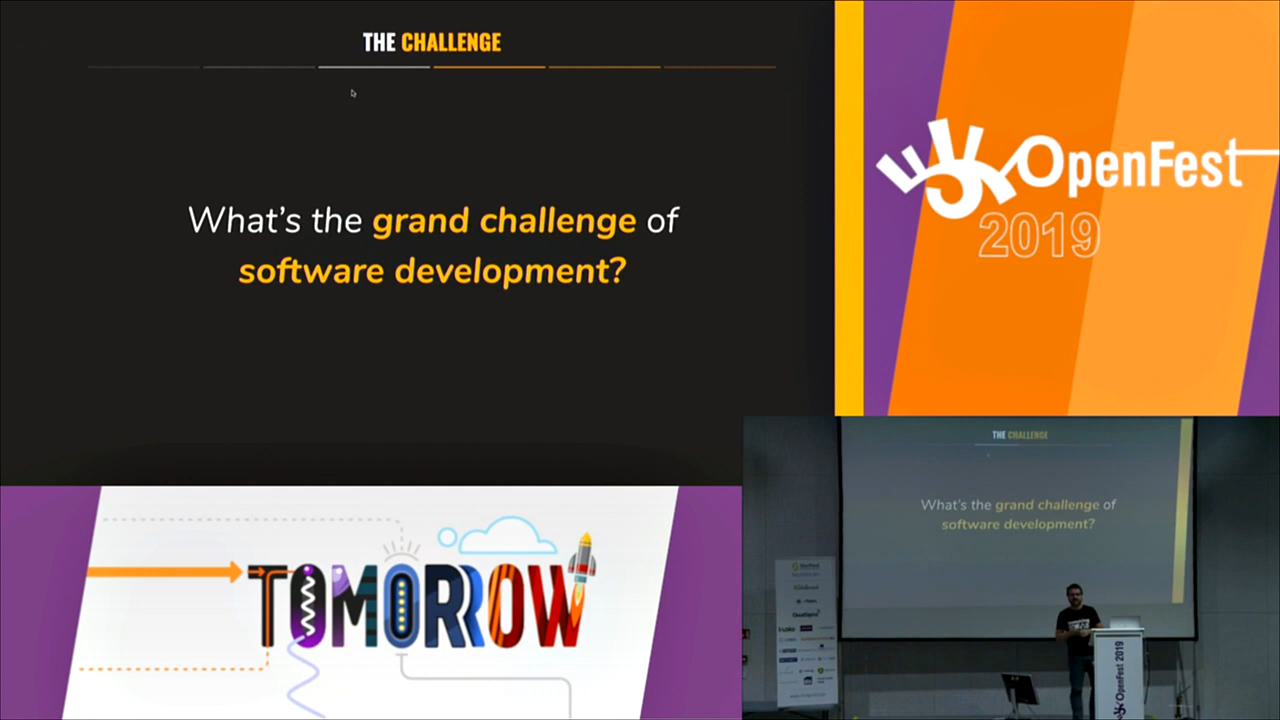 THE CHALLENGE
What's the grand challenge of
software development?
OpenFest
2019
TOMORROW
THE CHALLENGE
What's the grand challenge of
software development?
OpenFest 2019